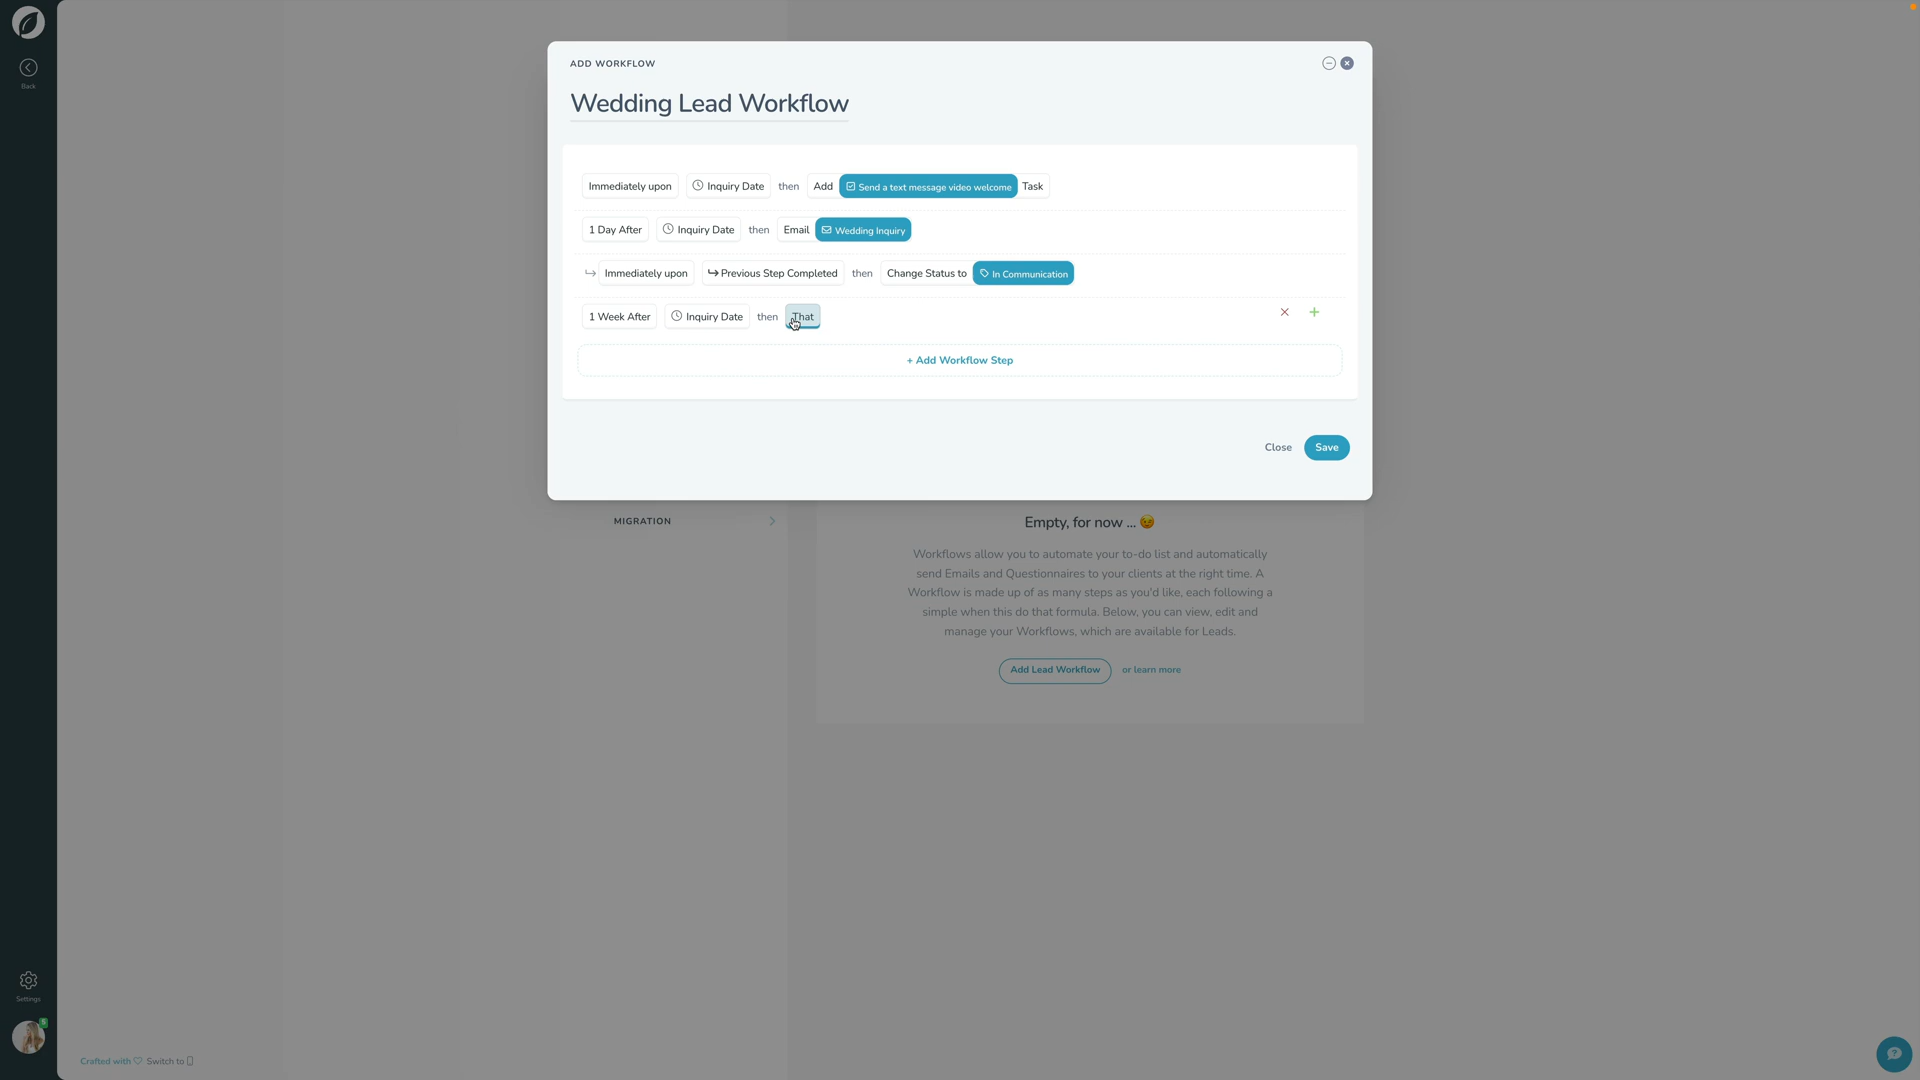 ADD WORKFLOW
Wedding Lead Workflow
Immediately upon Inquiry Date then Add Send a text message video welcome Task
1 Day After Inquiry Date then Email Wedding Inquiry
Immediately upon Previous Step Completed then Change Status to In Communication
1 Week After Inquiry Date then That
+ Add Workflow Step
Close Save
Back
MIGRATION
Empty, for now ... 😉
Workflows allow you to automate your to-do list and automatically
send Emails and Questionnaires to your clients at the right time. A
Workflow is made up of as many steps as you'd like, each following a
simple when this do that formula. Below, you can view, edit and
manage your Workflows, which are available for Leads.
Add Lead Workflow or learn more
Settings
5
Crafted with ♡ Switch to